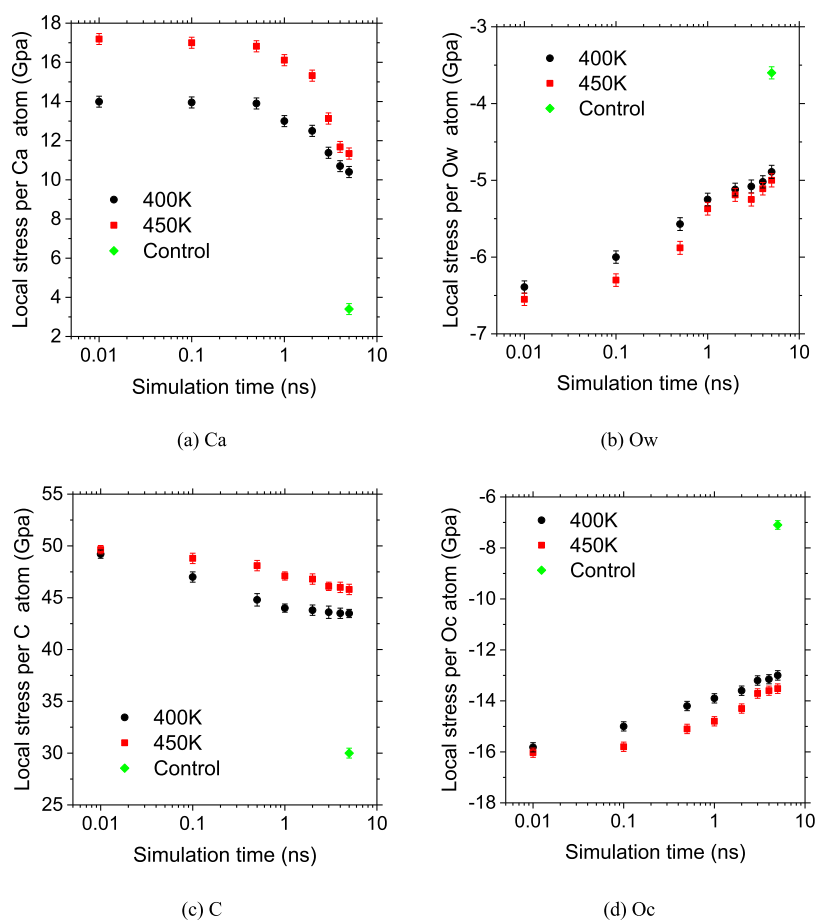 18
16
14
12
10
8
6
4
2
Local stress per Ca atom (Gpa)
400K
450K
Control
0.01
0.1
1
10
Simulation time (ns)
(a) Ca
-3
-4
-5
-6
-7
Local stress per Ow atom (Gpa)
400K
450K
Control
0.01
0.1
1
10
Simulation time (ns)
(b) Ow
55
50
45
40
35
30
25
Local stress per C atom (Gpa)
400K
450K
Control
0.01
0.1
1
10
Simulation time (ns)
(c) C
-6
-8
-10
-12
-14
-16
-18
Local stress per Oc atom (Gpa)
400K
450K
Control
0.01
0.1
1
10
Simulation time (ns)
(d) Oc